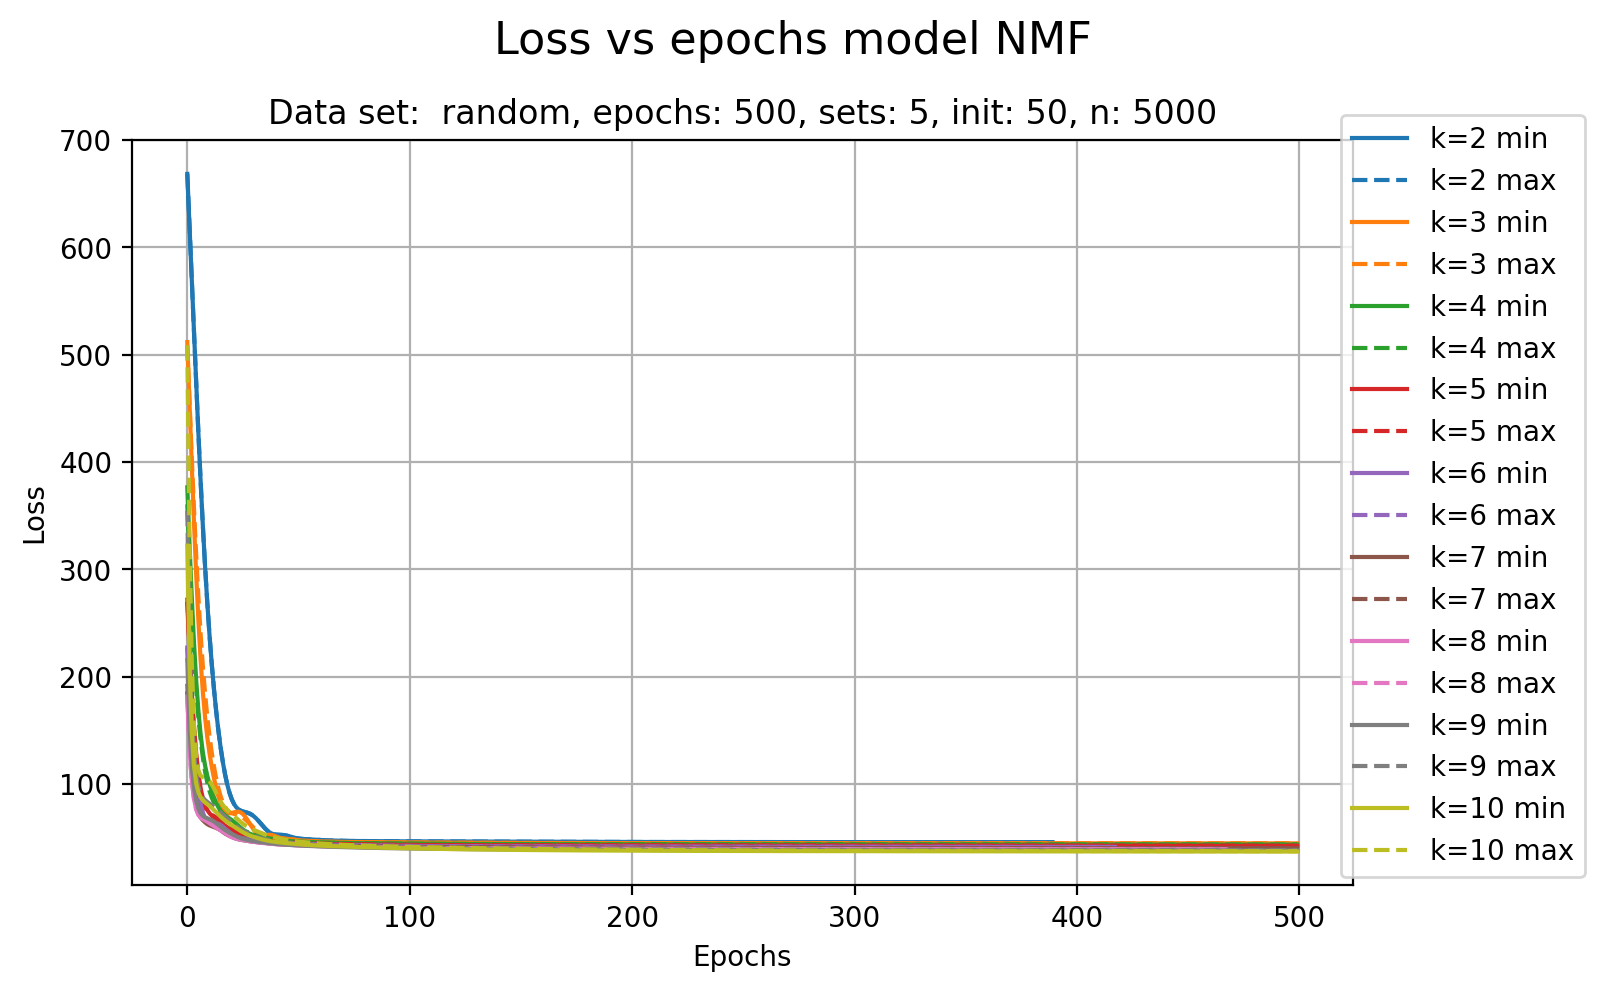 Loss vs epochs model NMF
Data set:  random, epochs: 500, sets: 5, init: 50, n: 5000
700
600
500
400
300
200
100
Loss
0
100
200
300
400
500
Epochs
k=2 min
k=2 max
k=3 min
k=3 max
k=4 min
k=4 max
k=5 min
k=5 max
k=6 min
k=6 max
k=7 min
k=7 max
k=8 min
k=8 max
k=9 min
k=9 max
k=10 min
k=10 max